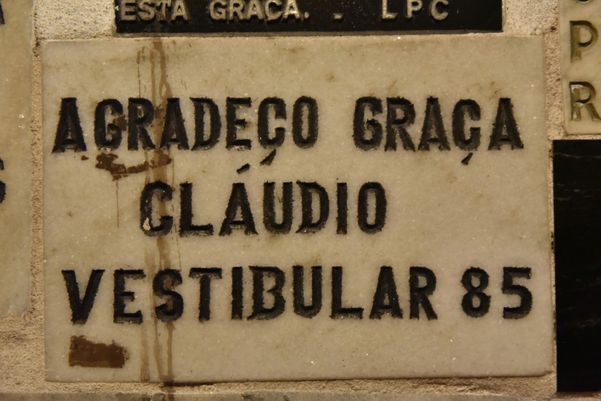 ESTA GRAÇA. . LPC
AGRADEÇO GRAÇA
CLÁUDIO
VESTIBULAR 85
P
R